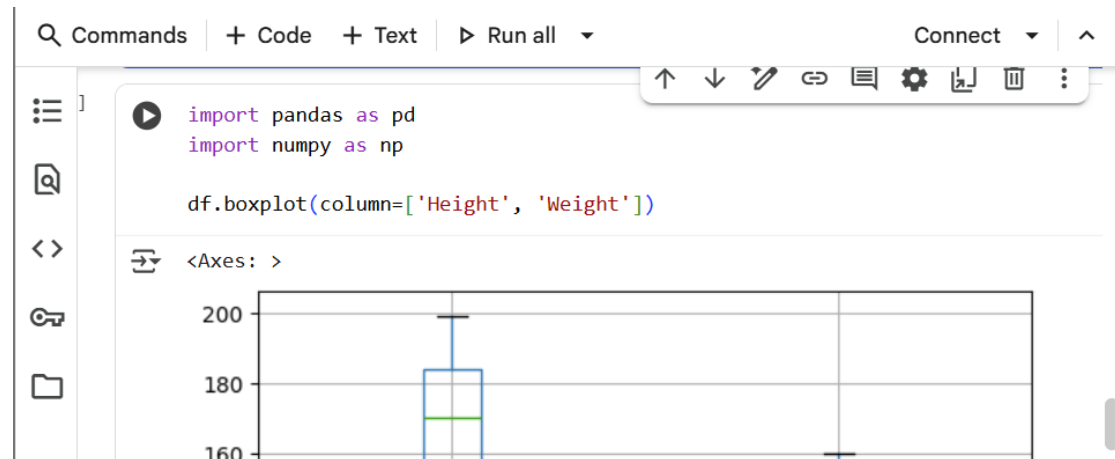 Commands + Code + Text Run all Connect
]
import pandas as pd
import numpy as np
df.boxplot(column=['Height', 'Weight'])
<Axes: >
200
180
160